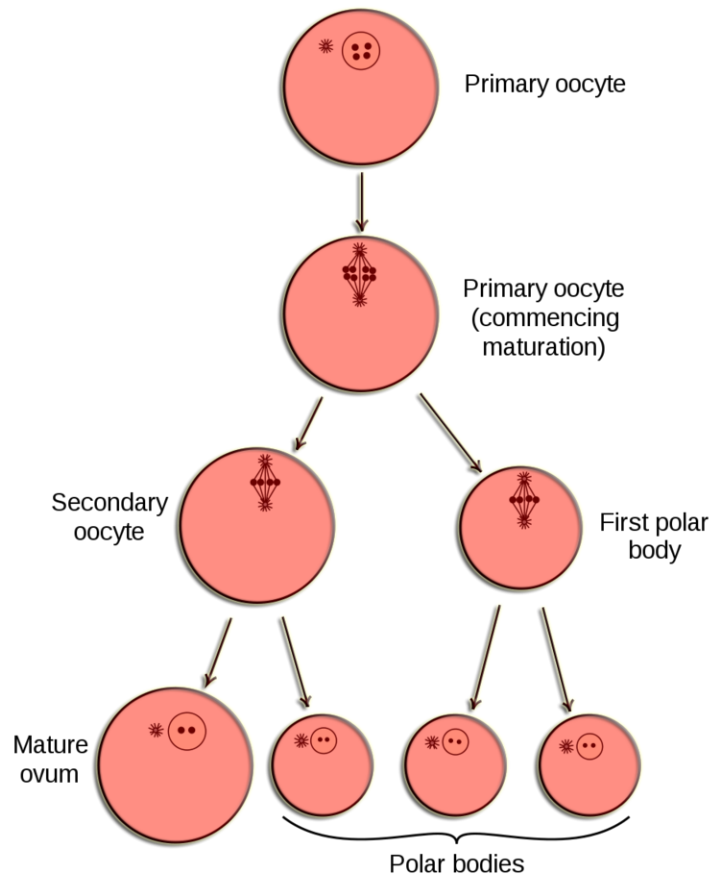 Primary oocyte
Primary oocyte
(commencing
maturation)
Secondary
oocyte
First polar
body
Mature
ovum
Polar bodies